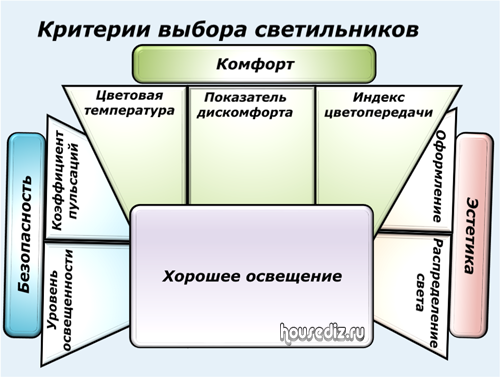 Критерии выбора светильников
Комфорт
Цветовая
температура
Показатель
дискомфорта
Индекс
цветопередачи
Безопасность
Коэффициент
пульсаций
Уровень
освещенности
Хорошее освещение
Оформление
Распределение
света
Эстетика
housediz.ru